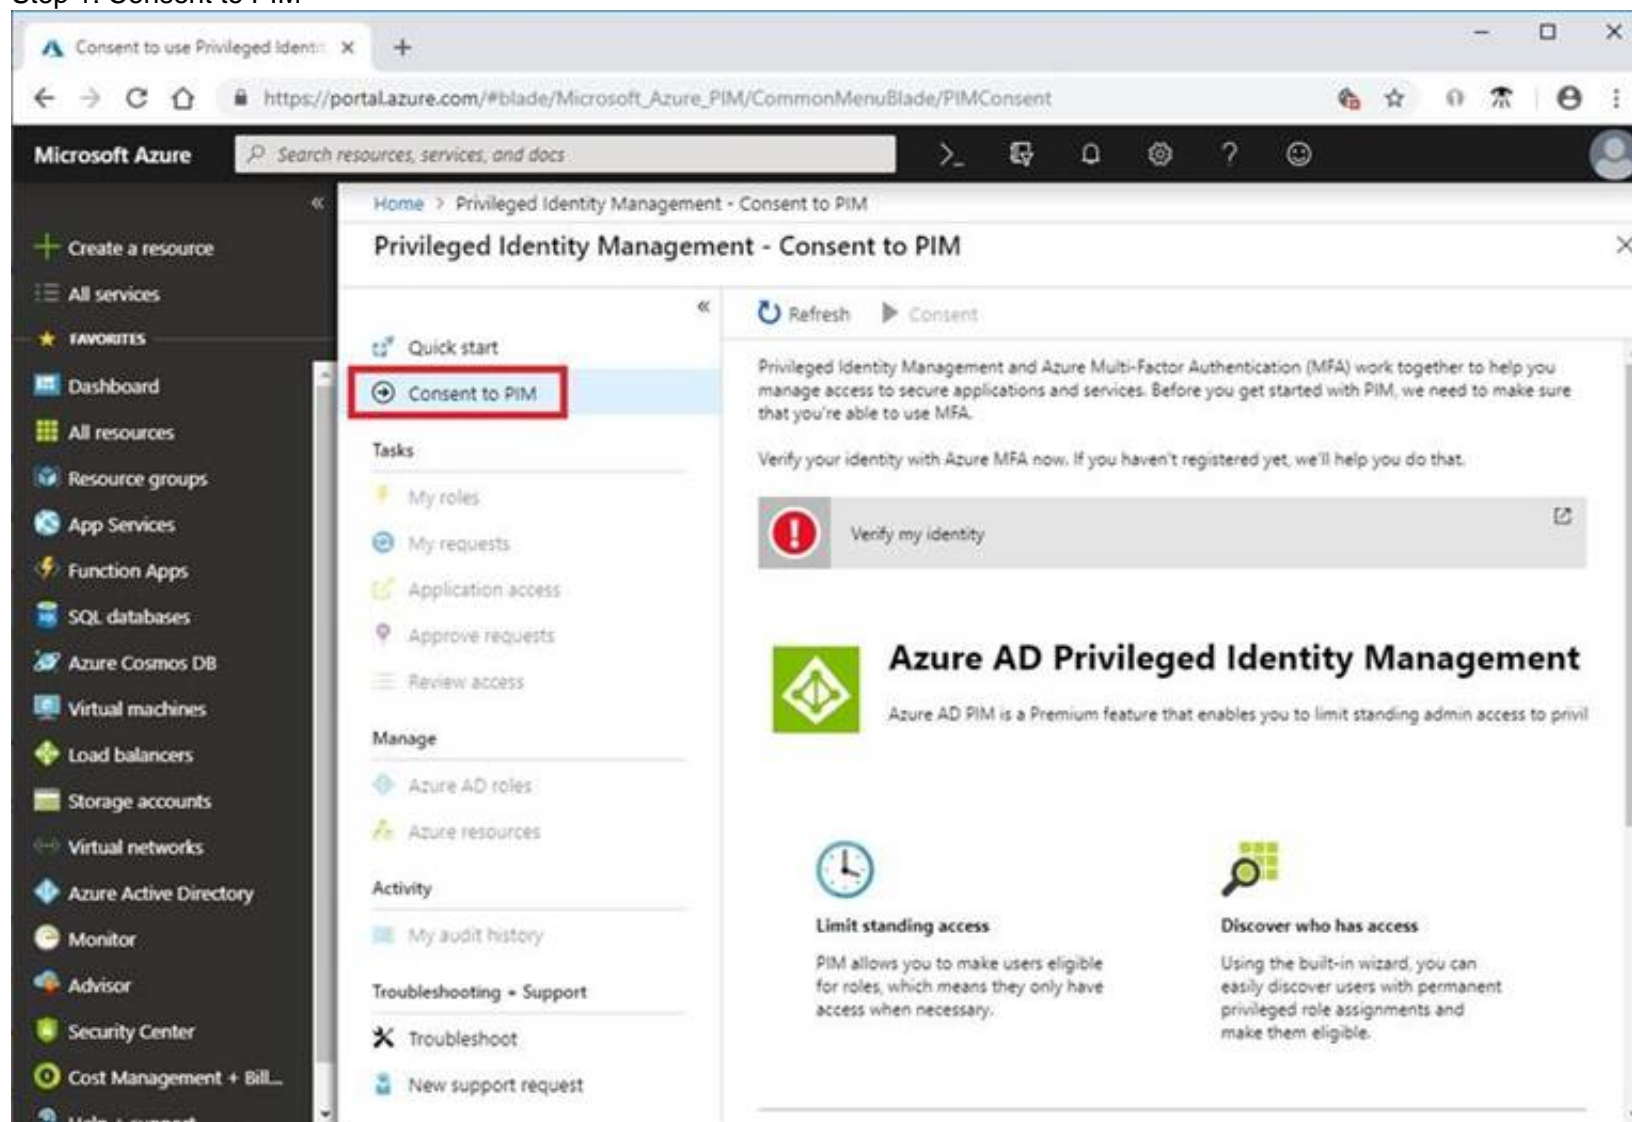 Step 1: Consent to PIM
Consent to use Privileged Identi
https://portal.azure.com/#blade/Microsoft_Azure_PIM/CommonMenuBlade/PIMConsent
Microsoft Azure
Search resources, services, and docs
Home > Privileged Identity Management - Consent to PIM
Privileged Identity Management - Consent to PIM
Create a resource
All services
FAVORITES
Dashboard
All resources
Resource groups
App Services
Function Apps
SQL databases
Azure Cosmos DB
Virtual machines
Load balancers
Storage accounts
Virtual networks
Azure Active Directory
Monitor
Advisor
Security Center
Cost Management + Bill...
Help + support
Quick start
Consent to PIM
Tasks
My roles
My requests
Application access
Approve requests
Review access
Manage
Azure AD roles
Azure resources
Activity
My audit history
Troubleshooting + Support
Troubleshoot
New support request
Refresh
Consent
Privileged Identity Management and Azure Multi-Factor Authentication (MFA) work together to help you
manage access to secure applications and services. Before you get started with PIM, we need to make sure
that you're able to use MFA.
Verify your identity with Azure MFA now. If you haven't registered yet, we'll help you do that.
Verify my identity
Azure AD Privileged Identity Management
Azure AD PIM is a Premium feature that enables you to limit standing admin access to privil
Limit standing access
PIM allows you to make users eligible
for roles, which means they only have
access when necessary.
Discover who has access
Using the built-in wizard, you can
easily discover users with permanent
privileged role assignments and
make them eligible.